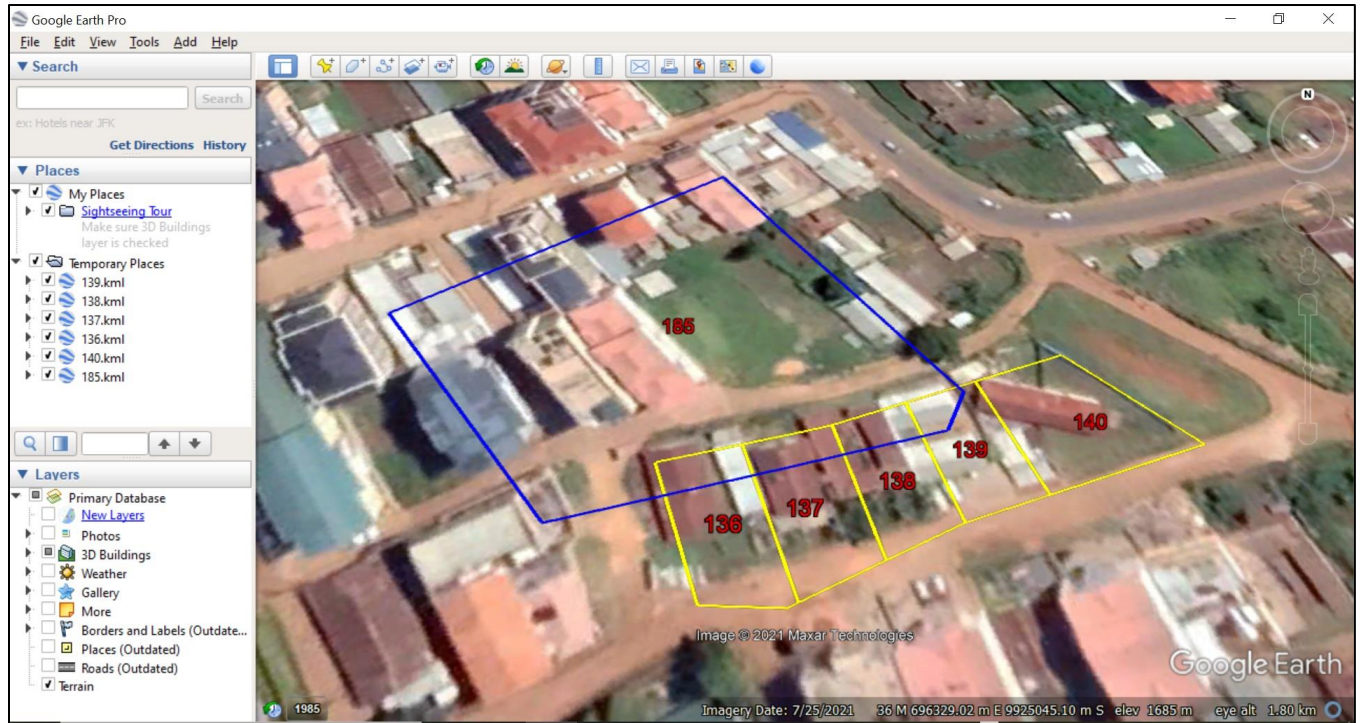 Google Earth Pro
File Edit View Tools Add Help
Search
Search
ex: Hotels near JFK
Get Directions History
Places
My Places
Sightseeing Tour
Make sure 3D Buildings
layer is checked
Temporary Places
139.kml
138.kml
137.kml
136.kml
140.kml
185.kml
Layers
Primary Database
New Layers
Photos
3D Buildings
Weather
Gallery
More
Borders and Labels (Outdate...
Places (Outdated)
Roads (Outdated)
Terrain
N
185
140
139
138
137
136
Image © 2021 Maxar Technologies
Google Earth
1985
Imagery Date: 7/25/2021 36 M 696329.02 m E 9925045.10 m S elev 1685 m eye alt 1.80 km